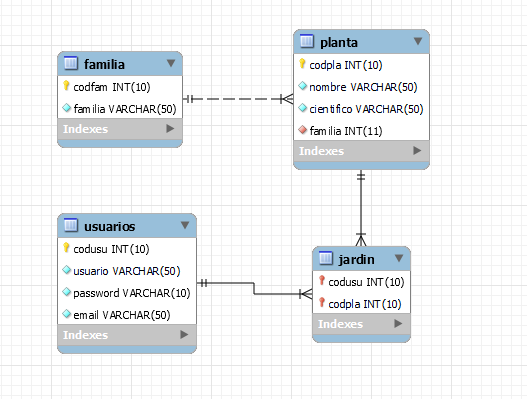 familia
codfam INT(10)
familia VARCHAR(50)
Indexes
planta
codpla INT(10)
nombre VARCHAR(50)
cientifico VARCHAR(50)
familia INT(11)
Indexes
usuarios
codusu INT(10)
usuario VARCHAR(50)
password VARCHAR(10)
email VARCHAR(50)
Indexes
jardin
codusu INT(10)
codpla INT(10)
Indexes